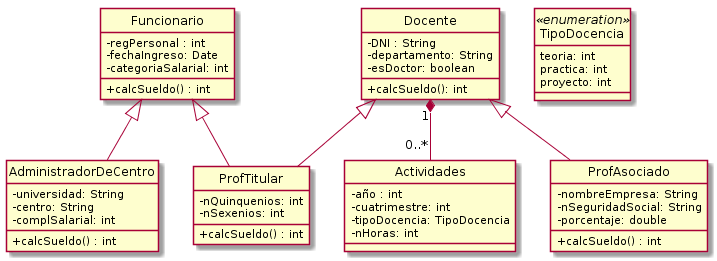 Funcionario
-regPersonal : int
-fechaIngreso: Date
-categoriaSalarial: int
+calcSueldo() : int
Docente
-DNI : String
-departamento: String
-esDoctor: boolean
+calcSueldo(): int
«enumeration»
TipoDocencia
teoria: int
practica: int
proyecto: int
1
0..*
AdministradorDeCentro
-universidad: String
-centro: String
-complSalarial: int
+calcSueldo() : int
ProfTitular
-nQuinquenios: int
-nSexenios: int
+calcSueldo() : int
Actividades
-año : int
-cuatrimestre: int
-tipoDocencia: TipoDocencia
-nHoras: int
ProfAsociado
-nombreEmpresa: String
-nSeguridadSocial: String
-porcentaje: double
+calcSueldo() : int